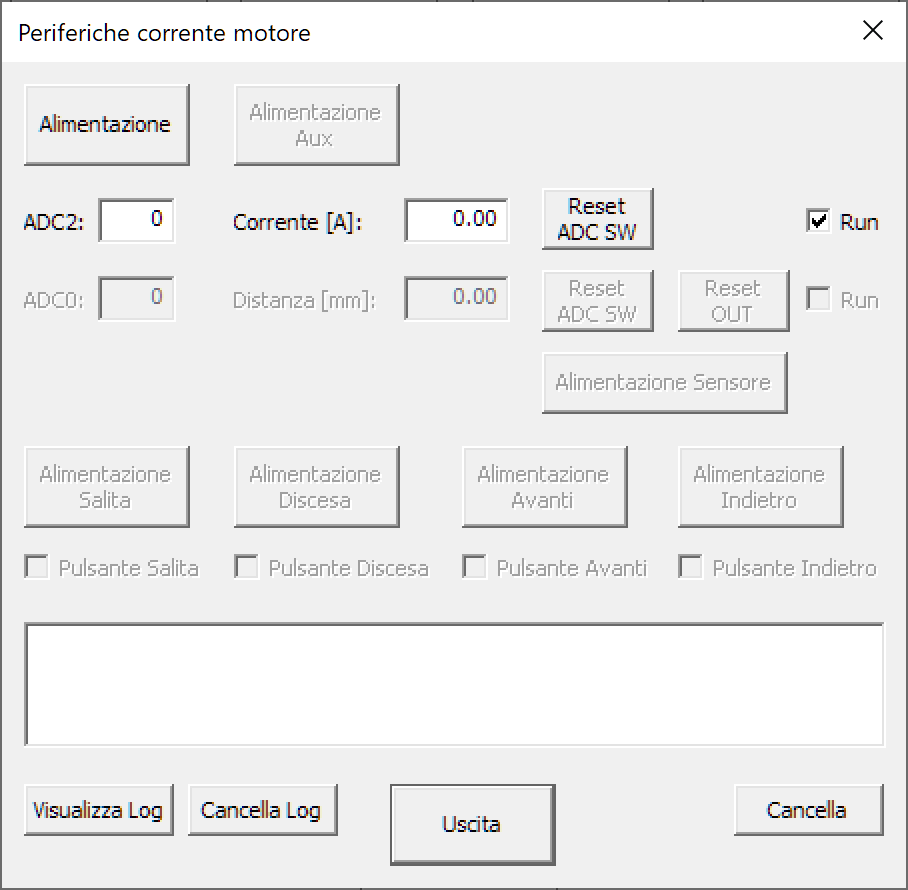 Periferiche corrente motore
Alimentazione
Alimentazione
Aux
ADC2: 0 Corrente [A]: 0.00
Reset
ADC SW
Run
ADC0: 0 Distanza [mm]: 0.00
Reset
ADC SW
Reset
OUT
Run
Alimentazione Sensore
Alimentazione
Salita
Alimentazione
Discesa
Alimentazione
Avanti
Alimentazione
Indietro
Pulsante Salita Pulsante Discesa Pulsante Avanti Pulsante Indietro
Visualizza Log Cancella Log Uscita Cancella